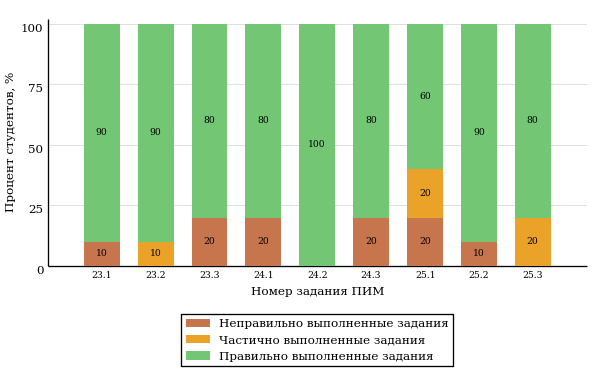 Процент студентов, %
100
75
50
25
0
90 90 80 80 100 80 60 90 80
20
10 10 20 20 20 20 10 20
23.1 23.2 23.3 24.1 24.2 24.3 25.1 25.2 25.3
Номер задания ПИМ
Неправильно выполненные задания
Частично выполненные задания
Правильно выполненные задания